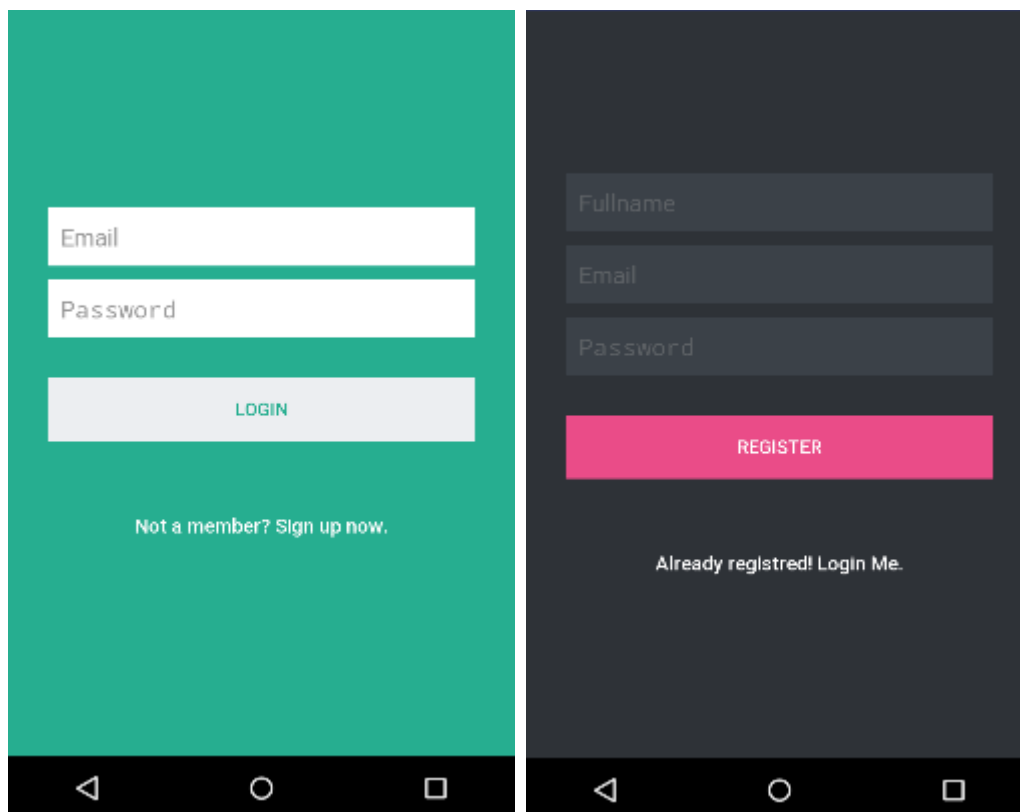 Email
Password
LOGIN
Not a member? Sign up now.
Fullname
Email
Password
REGISTER
Already registred! Login Me.